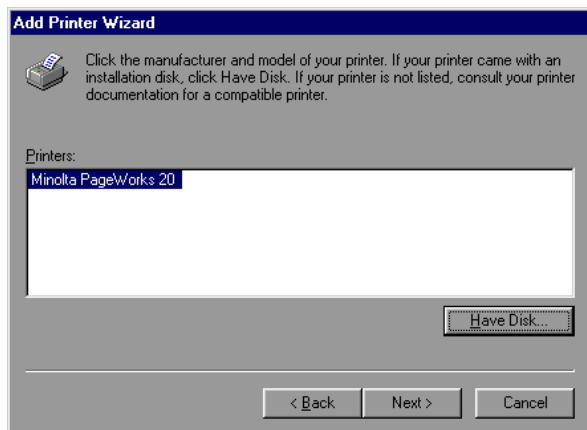 Add Printer Wizard
Click the manufacturer and model of your printer. If your printer came with an
installation disk, click Have Disk. If your printer is not listed, consult your printer
documentation for a compatible printer.
Printers:
Minolta PageWorks 20
Have Disk...
< Back
Next >
Cancel